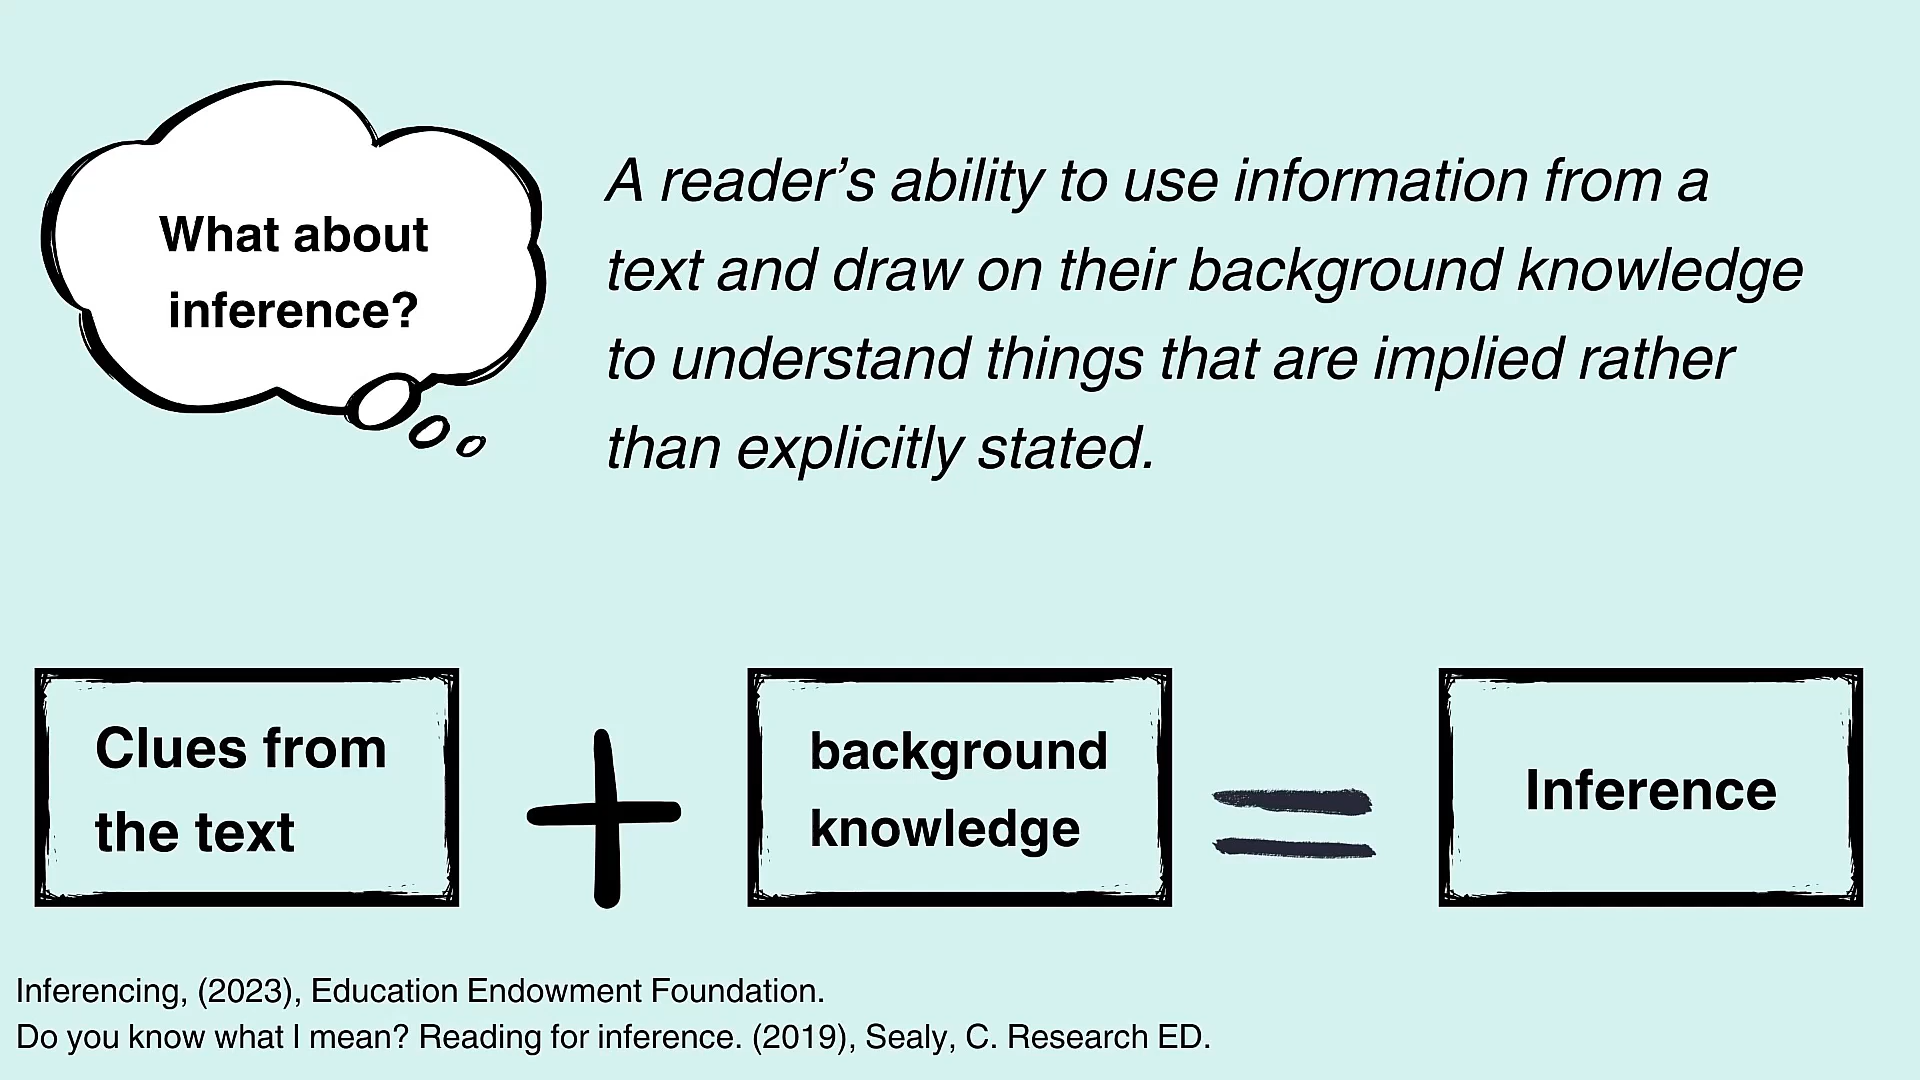 What about
inference?
A reader’s ability to use information from a
text and draw on their background knowledge
to understand things that are implied rather
than explicitly stated.
Clues from
the text
background
knowledge
Inference
Inferencing, (2023), Education Endowment Foundation.
Do you know what I mean? Reading for inference. (2019), Sealy, C. Research ED.